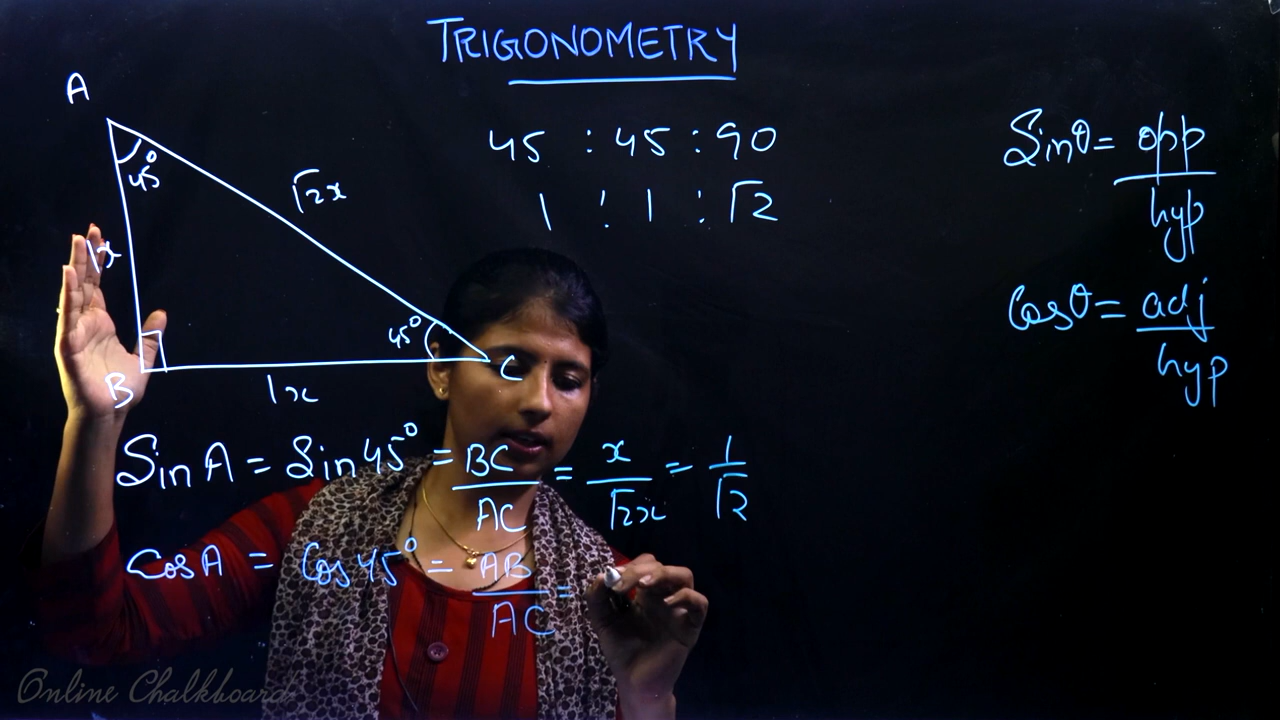 TRIGONOMETRY
A
45 : 45 : 90
1 : 1 : √2
Sinθ = opp/hyp
45°
√2x
1x
Cosθ = adj/hyp
45°
B
C
1x
Sin A = Sin 45° = BC/AC = x/√2x = 1/√2
Cos A = Cos 45° = AB/AC =
Online Chalkboard